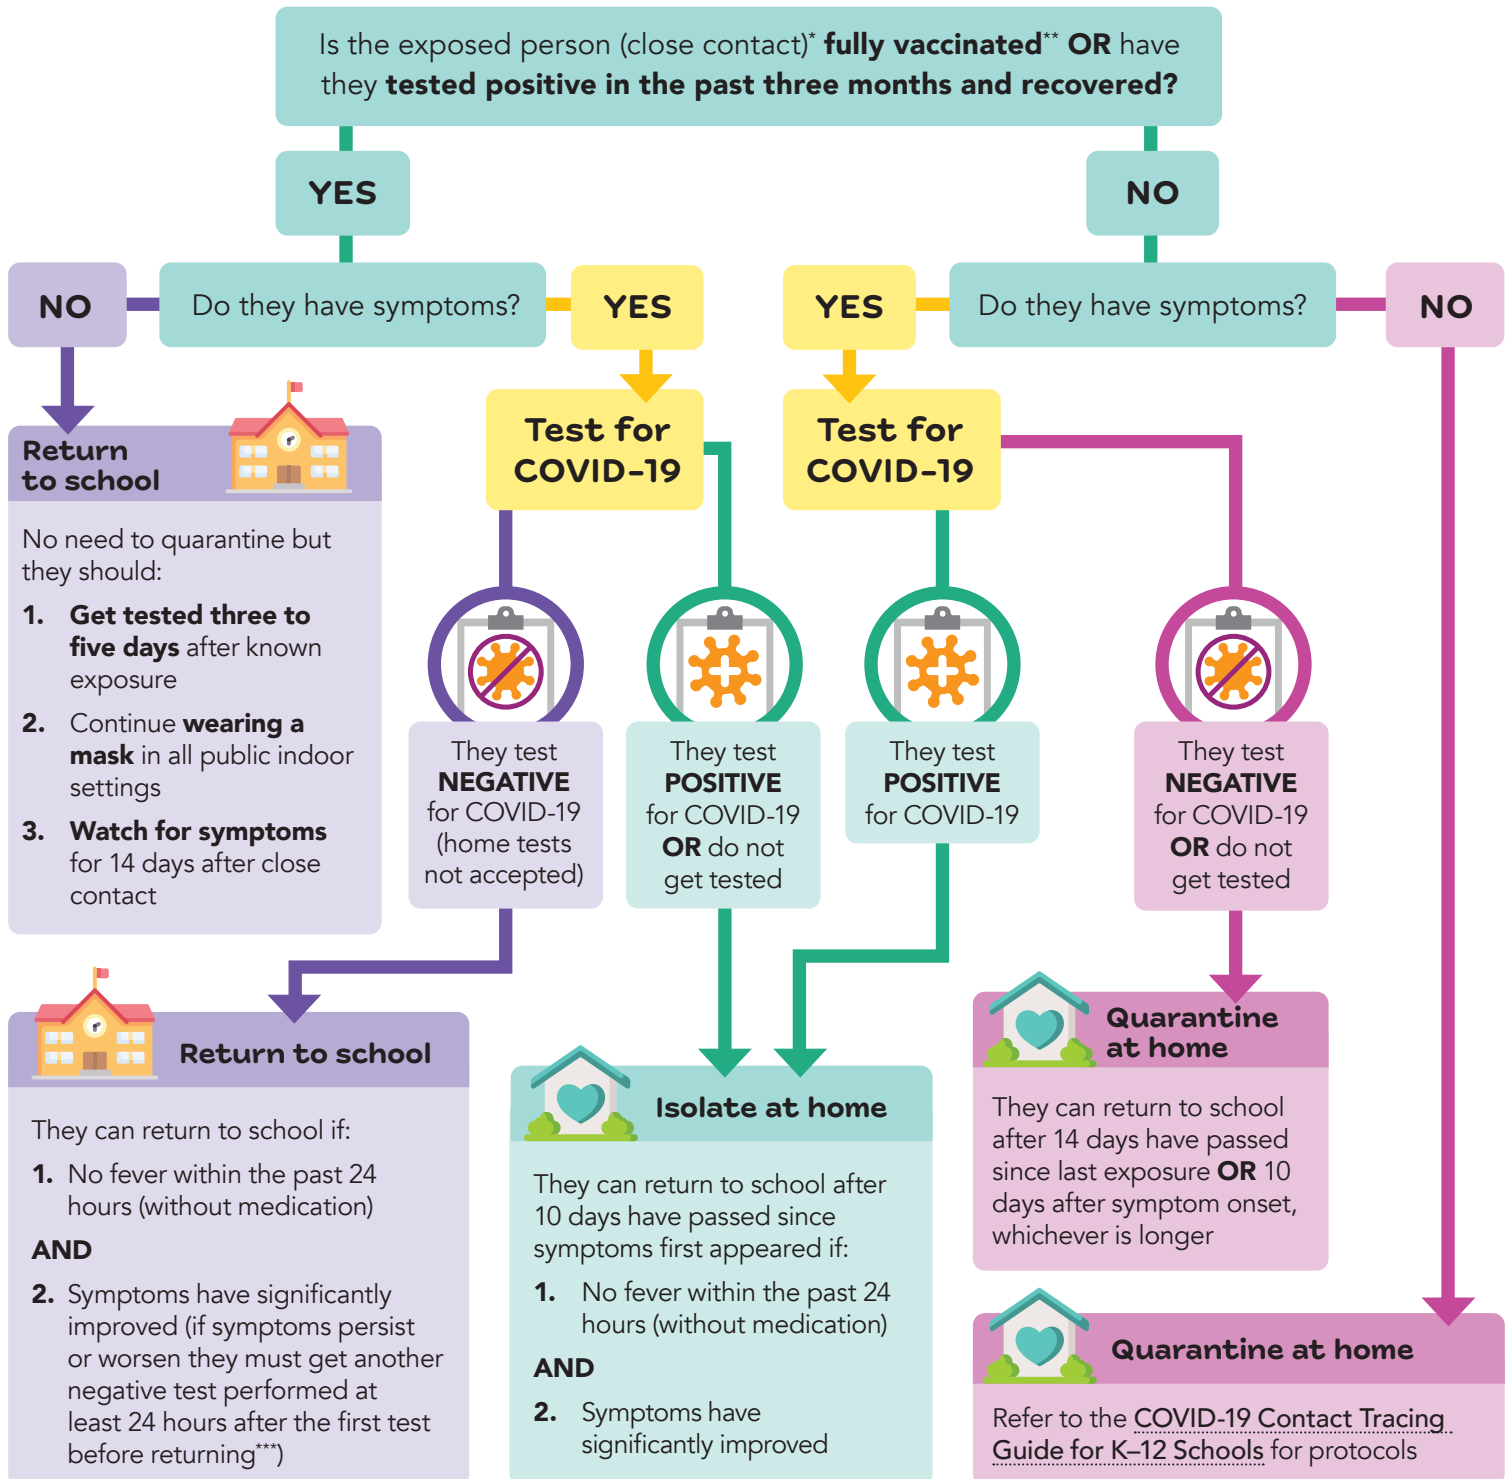 Is the exposed person (close contact)* fully vaccinated** OR have
they tested positive in the past three months and recovered?
YES
NO
NO
Do they have symptoms?
YES
YES
Do they have symptoms?
NO
Test for
COVID-19
Test for
COVID-19
Return
to school
No need to quarantine but
they should:
1. Get tested three to
five days after known
exposure
2. Continue wearing a
mask in all public indoor
settings
3. Watch for symptoms
for 14 days after close
contact
They test
NEGATIVE
for COVID-19
(home tests
not accepted)
They test
POSITIVE
for COVID-19
OR do not
get tested
They test
POSITIVE
for COVID-19
They test
NEGATIVE
for COVID-19
OR do not
get tested
Return to school
They can return to school if:
1. No fever within the past 24
hours (without medication)
AND
2. Symptoms have significantly
improved (if symptoms persist
or worsen they must get another
negative test performed at
least 24 hours after the first test
before returning***)
Isolate at home
They can return to school after
10 days have passed since
symptoms first appeared if:
1. No fever within the past 24
hours (without medication)
AND
2. Symptoms have
significantly improved
Quarantine
at home
They can return to school
after 14 days have passed
since last exposure OR 10
days after symptom onset,
whichever is longer
Quarantine at home
Refer to the COVID-19 Contact Tracing
Guide for K–12 Schools for protocols